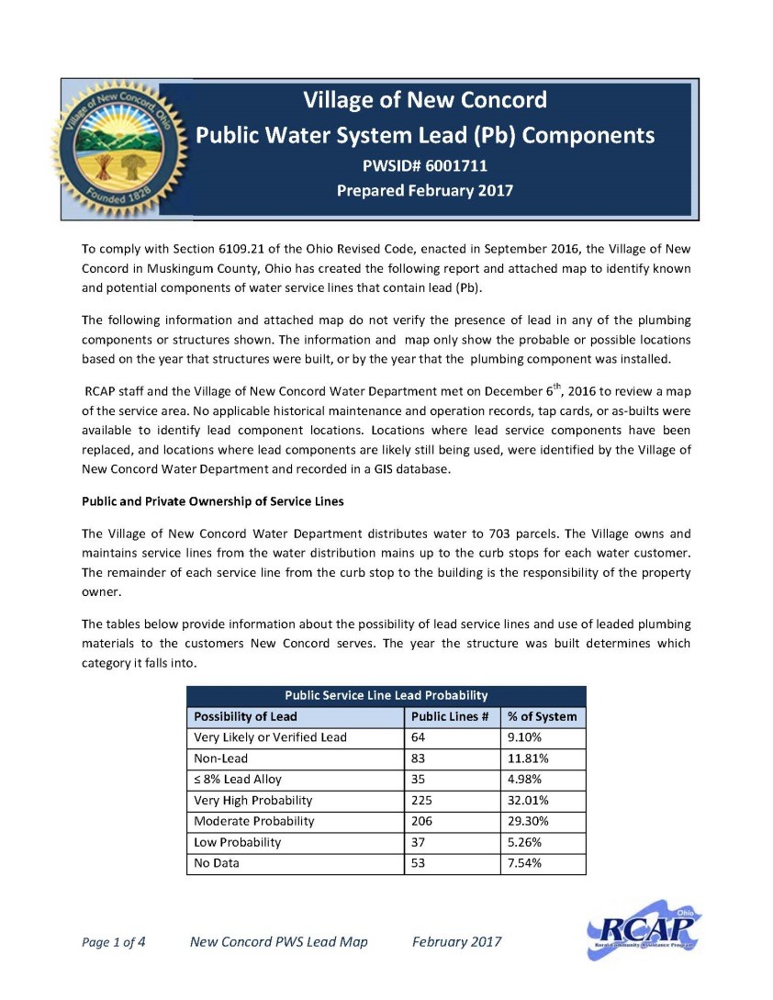 Village of New Concord, Ohio
Founded 1828
Village of New Concord
Public Water System Lead (Pb) Components
PWSID# 6001711
Prepared February 2017
To comply with Section 6109.21 of the Ohio Revised Code, enacted in September 2016, the Village of New
Concord in Muskingum County, Ohio has created the following report and attached map to identify known
and potential components of water service lines that contain lead (Pb).
The following information and attached map do not verify the presence of lead in any of the plumbing
components or structures shown. The information and map only show the probable or possible locations
based on the year that structures were built, or by the year that the plumbing component was installed.
RCAP staff and the Village of New Concord Water Department met on December 6th, 2016 to review a map
of the service area. No applicable historical maintenance and operation records, tap cards, or as-builts were
available to identify lead component locations. Locations where lead service components have been
replaced, and locations where lead components are likely still being used, were identified by the Village of
New Concord Water Department and recorded in a GIS database.
Public and Private Ownership of Service Lines
The Village of New Concord Water Department distributes water to 703 parcels. The Village owns and
maintains service lines from the water distribution mains up to the curb stops for each water customer.
The remainder of each service line from the curb stop to the building is the responsibility of the property
owner.
The tables below provide information about the possibility of lead service lines and use of leaded plumbing
materials to the customers New Concord serves. The year the structure was built determines which
category it falls into.
Public Service Line Lead Probability
Possibility of Lead Public Lines # % of System
Very Likely or Verified Lead 64 9.10%
Non-Lead 83 11.81%
≤ 8% Lead Alloy 35 4.98%
Very High Probability 225 32.01%
Moderate Probability 206 29.30%
Low Probability 37 5.26%
No Data 53 7.54%
Page 1 of 4 New Concord PWS Lead Map February 2017
Ohio
RCAP
Rural Community Assistance Program